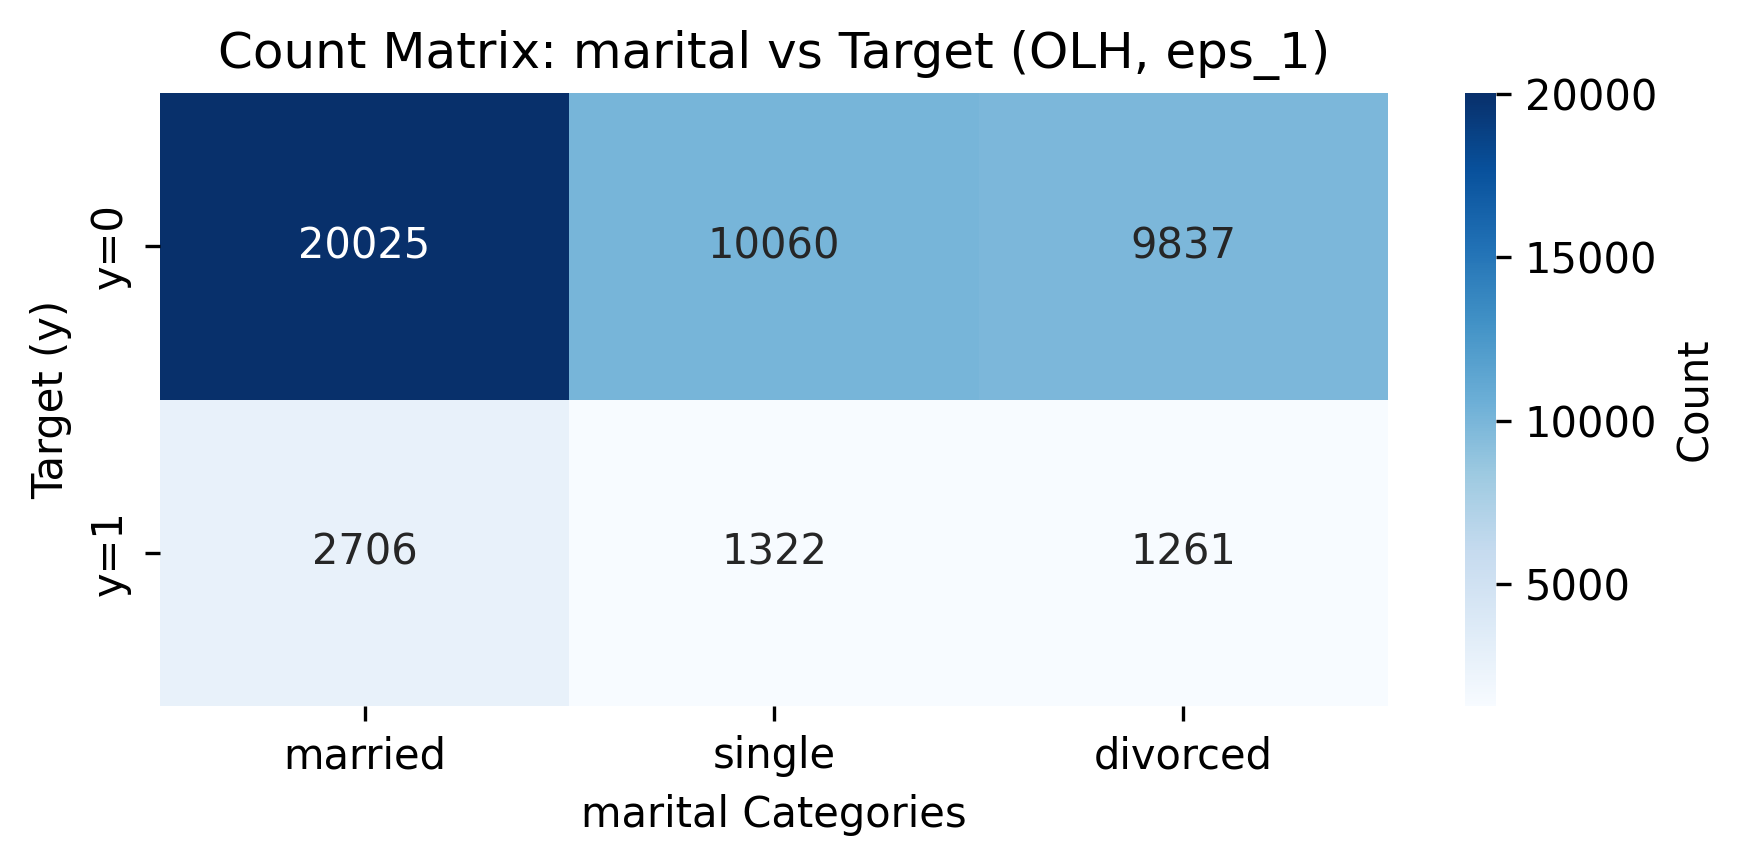 Count Matrix: marital vs Target (OLH, eps_1)
Target (y)
y=0
20025
10060
9837
y=1
2706
1322
1261
married
single
divorced
marital Categories
20000
15000
10000
5000
Count